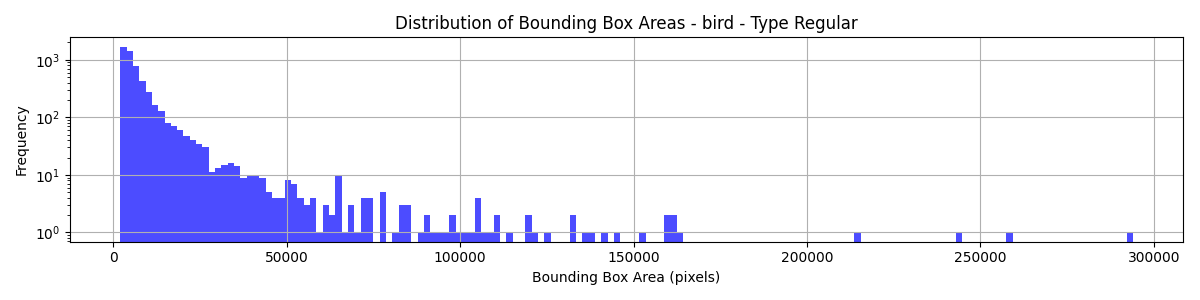 Distribution of Bounding Box Areas - bird - Type Regular
Frequency
10³
10²
10¹
10⁰
0 50000 100000 150000 200000 250000 300000
Bounding Box Area (pixels)